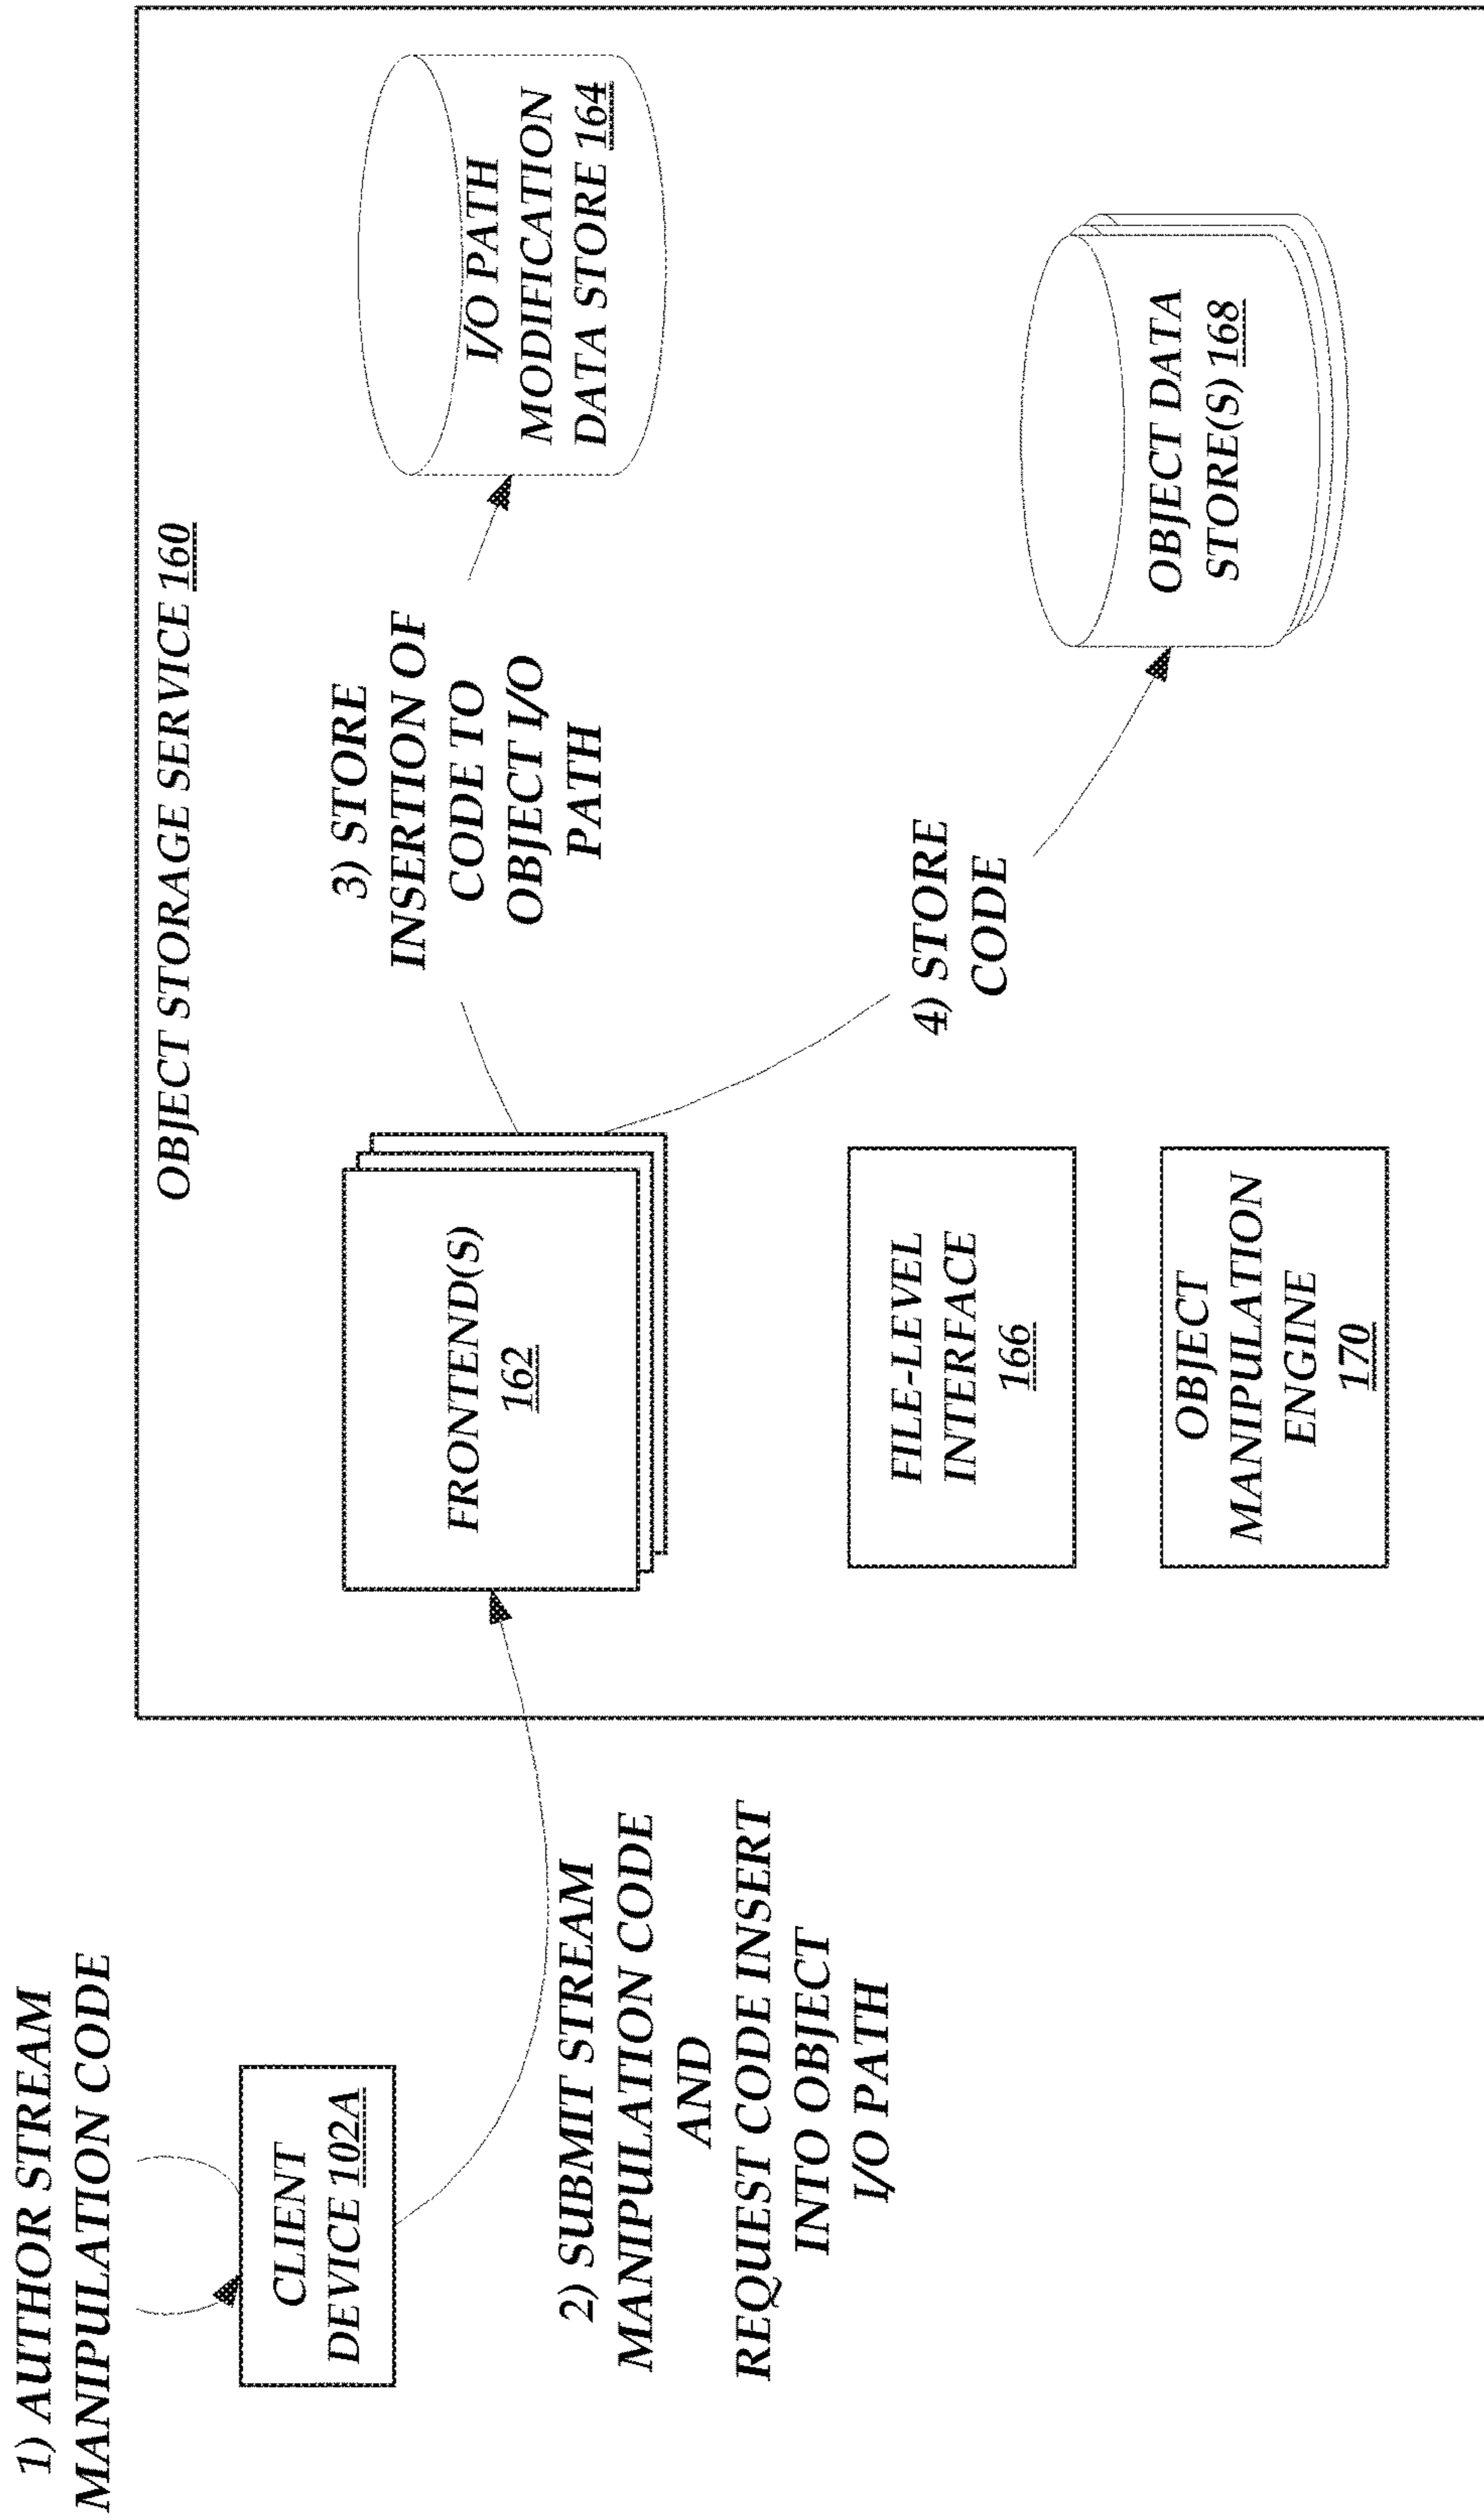 1) AUTHOR STREAM
MANIPULATION CODE
CLIENT
DEVICE 102A
2) SUBMIT STREAM
MANIPULATION CODE
AND
REQUEST CODE INSERT
INTO OBJECT
I/O PATH
OBJECT STORAGE SERVICE 160
FRONTEND(S)
162
3) STORE
INSERTION OF
CODE TO
OBJECT I/O
PATH
I/O PATH
MODIFICATION
DATA STORE 164
FILE-LEVEL
INTERFACE
166
4) STORE
CODE
OBJECT DATA
STORE(S) 168
OBJECT
MANIPULATION
ENGINE
170